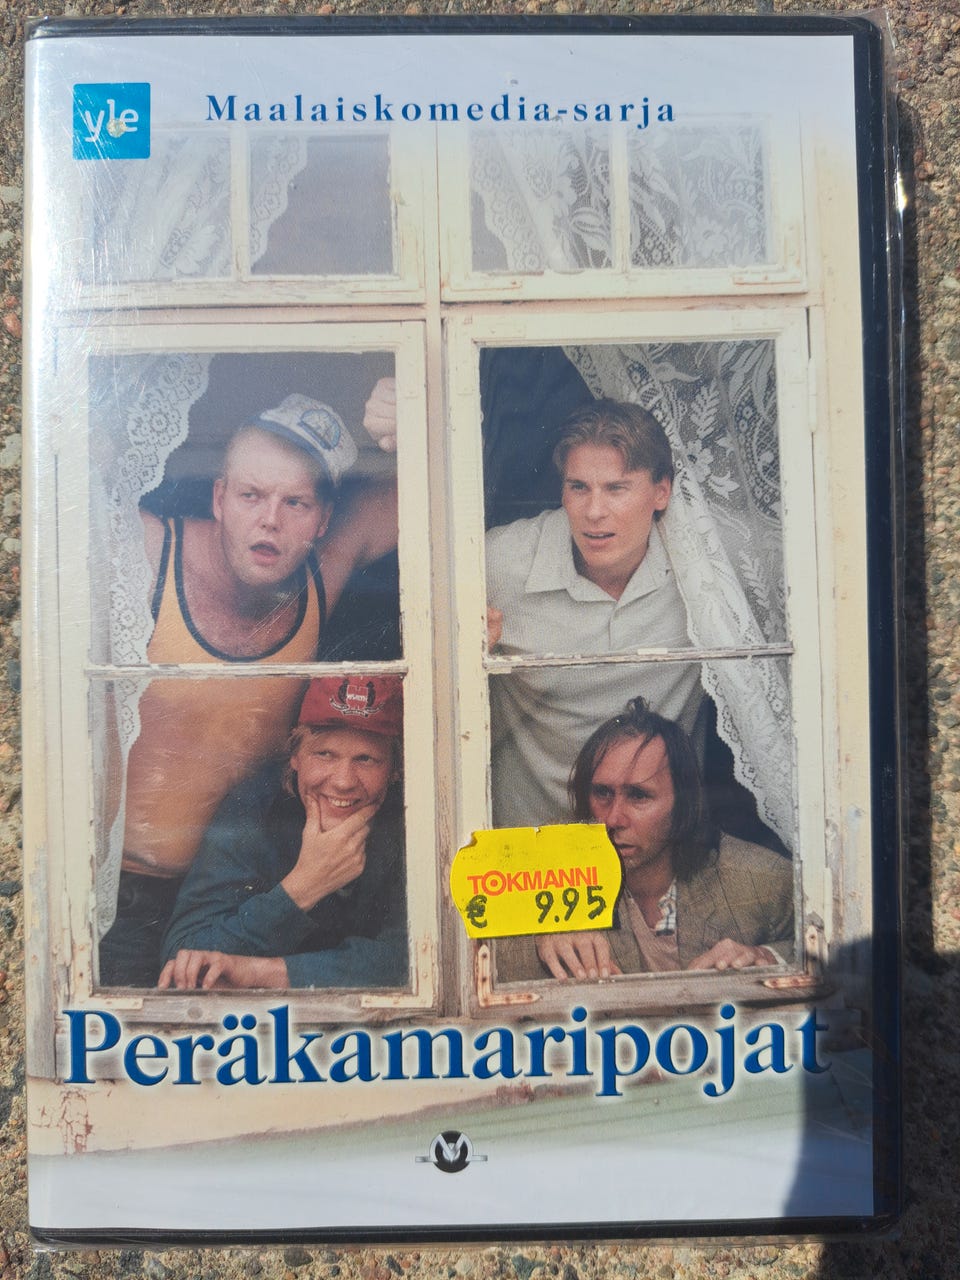 yle
Maalaiskomedia-sarja
TOKMANNI
€ 9.95
Peräkamaripojat